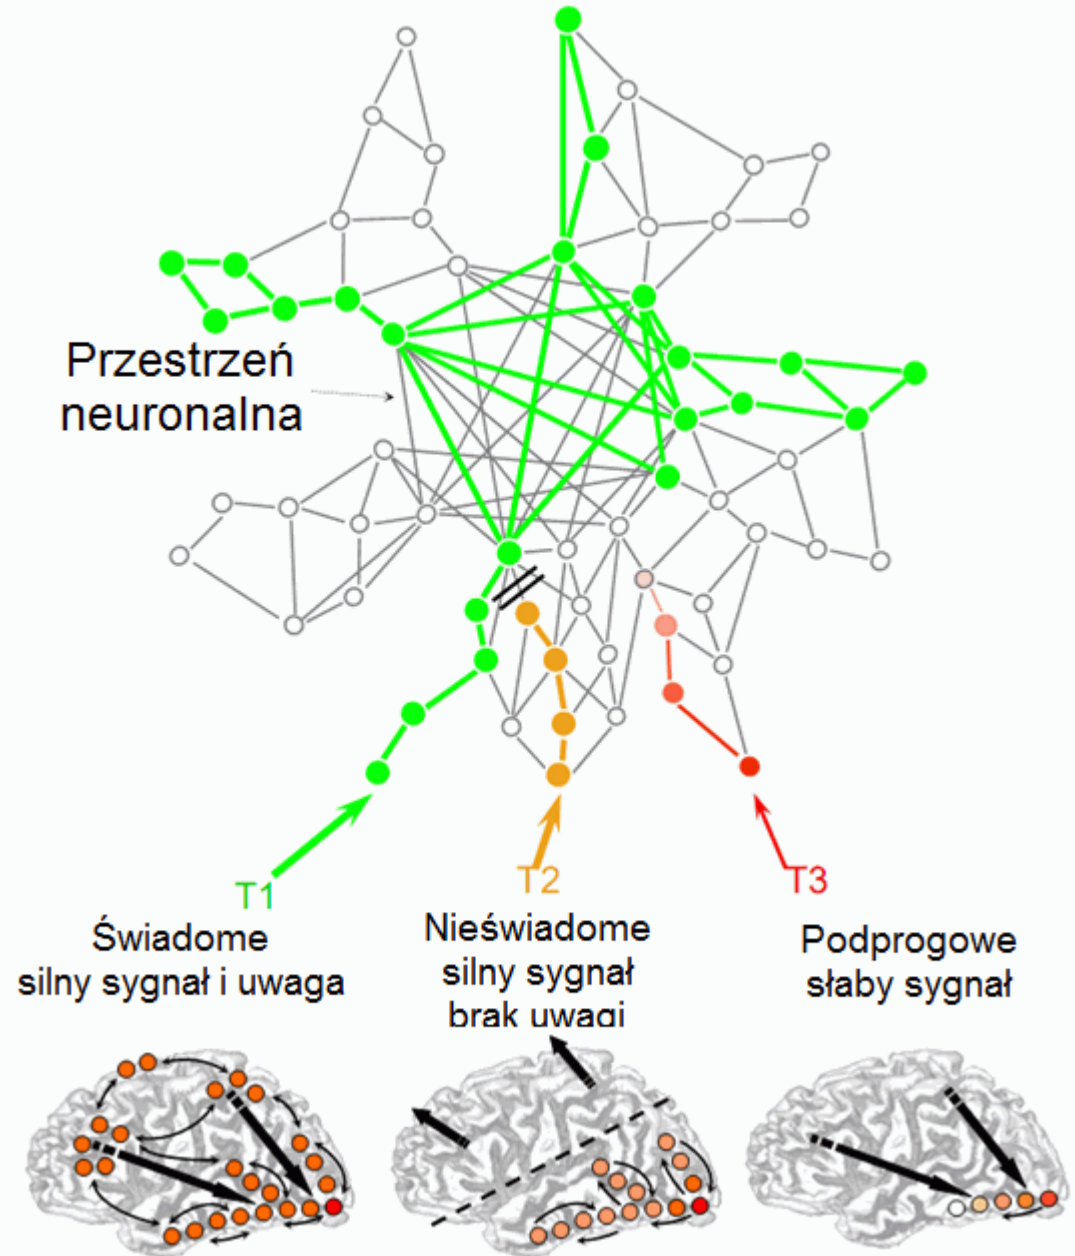 Przestrzeń
neuronalna
T1
T2
T3
Świadome
silny sygnał i uwaga
Nieświadome
silny sygnał
brak uwagi
Podprogowe
słaby sygnał